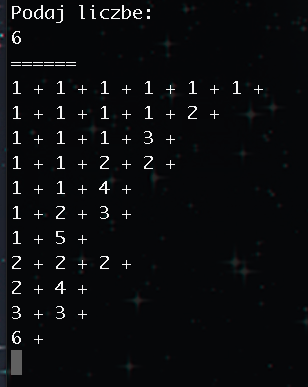 Podaj liczbe:
6
======
1 + 1 + 1 + 1 + 1 + 1 +
1 + 1 + 1 + 1 + 2 +
1 + 1 + 1 + 3 +
1 + 1 + 2 + 2 +
1 + 1 + 4 +
1 + 2 + 3 +
1 + 5 +
2 + 2 + 2 +
2 + 4 +
3 + 3 +
6 +